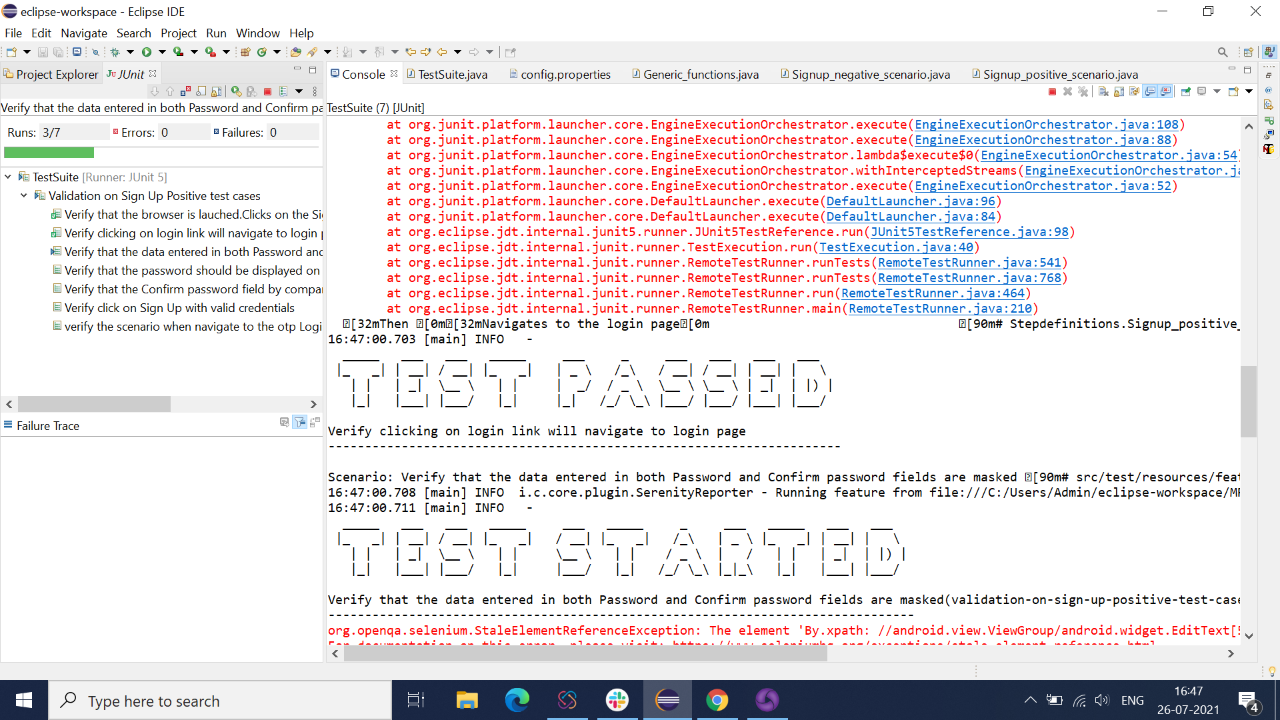 eclipse-workspace - Eclipse IDE
File Edit Navigate Search Project Run Window Help
Project Explorer JUnit
Console TestSuite.java config.properties Generic_functions.java Signup_negative_scenario.java Signup_positive_scenario.java
Verify that the data entered in both Password and Confirm pa
TestSuite (7) [JUnit]
Runs: 3/7 Errors: 0 Failures: 0
TestSuite [Runner: JUnit 5]
Validation on Sign Up Positive test cases
Verify that the browser is lauched.Clicks on the Si
Verify clicking on login link will navigate to login p
Verify that the data entered in both Password and
Verify that the password should be displayed on
Verify that the Confirm password field by compa
Verify click on Sign Up with valid credentials
verify the scenario when navigate to the otp Logi
Failure Trace
at org.junit.platform.launcher.core.EngineExecutionOrchestrator.execute(EngineExecutionOrchestrator.java:108)
at org.junit.platform.launcher.core.EngineExecutionOrchestrator.execute(EngineExecutionOrchestrator.java:88)
at org.junit.platform.launcher.core.EngineExecutionOrchestrator.lambda$execute$0(EngineExecutionOrchestrator.java:54
at org.junit.platform.launcher.core.EngineExecutionOrchestrator.withInterceptedStreams(EngineExecutionOrchestrator.ja
at org.junit.platform.launcher.core.EngineExecutionOrchestrator.execute(EngineExecutionOrchestrator.java:52)
at org.junit.platform.launcher.core.DefaultLauncher.execute(DefaultLauncher.java:96)
at org.junit.platform.launcher.core.DefaultLauncher.execute(DefaultLauncher.java:84)
at org.eclipse.jdt.internal.junit5.runner.JUnit5TestReference.run(JUnit5TestReference.java:98)
at org.eclipse.jdt.internal.junit.runner.TestExecution.run(TestExecution.java:40)
at org.eclipse.jdt.internal.junit.runner.RemoteTestRunner.runTests(RemoteTestRunner.java:541)
at org.eclipse.jdt.internal.junit.runner.RemoteTestRunner.runTests(RemoteTestRunner.java:768)
at org.eclipse.jdt.internal.junit.runner.RemoteTestRunner.run(RemoteTestRunner.java:464)
at org.eclipse.jdt.internal.junit.runner.RemoteTestRunner.main(RemoteTestRunner.java:210)
[32mThen [0m[32mNavigates to the login page[0m [90m# Stepdefinitions.Signup_positive_
16:47:00.703 [main] INFO -
TEST PASSED
Verify clicking on login link will navigate to login page
----------------------------------------------------------------------
Scenario: Verify that the data entered in both Password and Confirm password fields are masked [90m# src/test/resources/feat
16:47:00.708 [main] INFO i.c.core.plugin.SerenityReporter - Running feature from file:///C:/Users/Admin/eclipse-workspace/MF
16:47:00.711 [main] INFO -
TEST STARTED
Verify that the data entered in both Password and Confirm password fields are masked(validation-on-sign-up-positive-test-case
--------------------------------------------------------------------------------
org.openqa.selenium.StaleElementReferenceException: The element 'By.xpath: //android.view.ViewGroup/android.widget.EditText[
Type here to search
ENG
16:47
26-07-2021
4